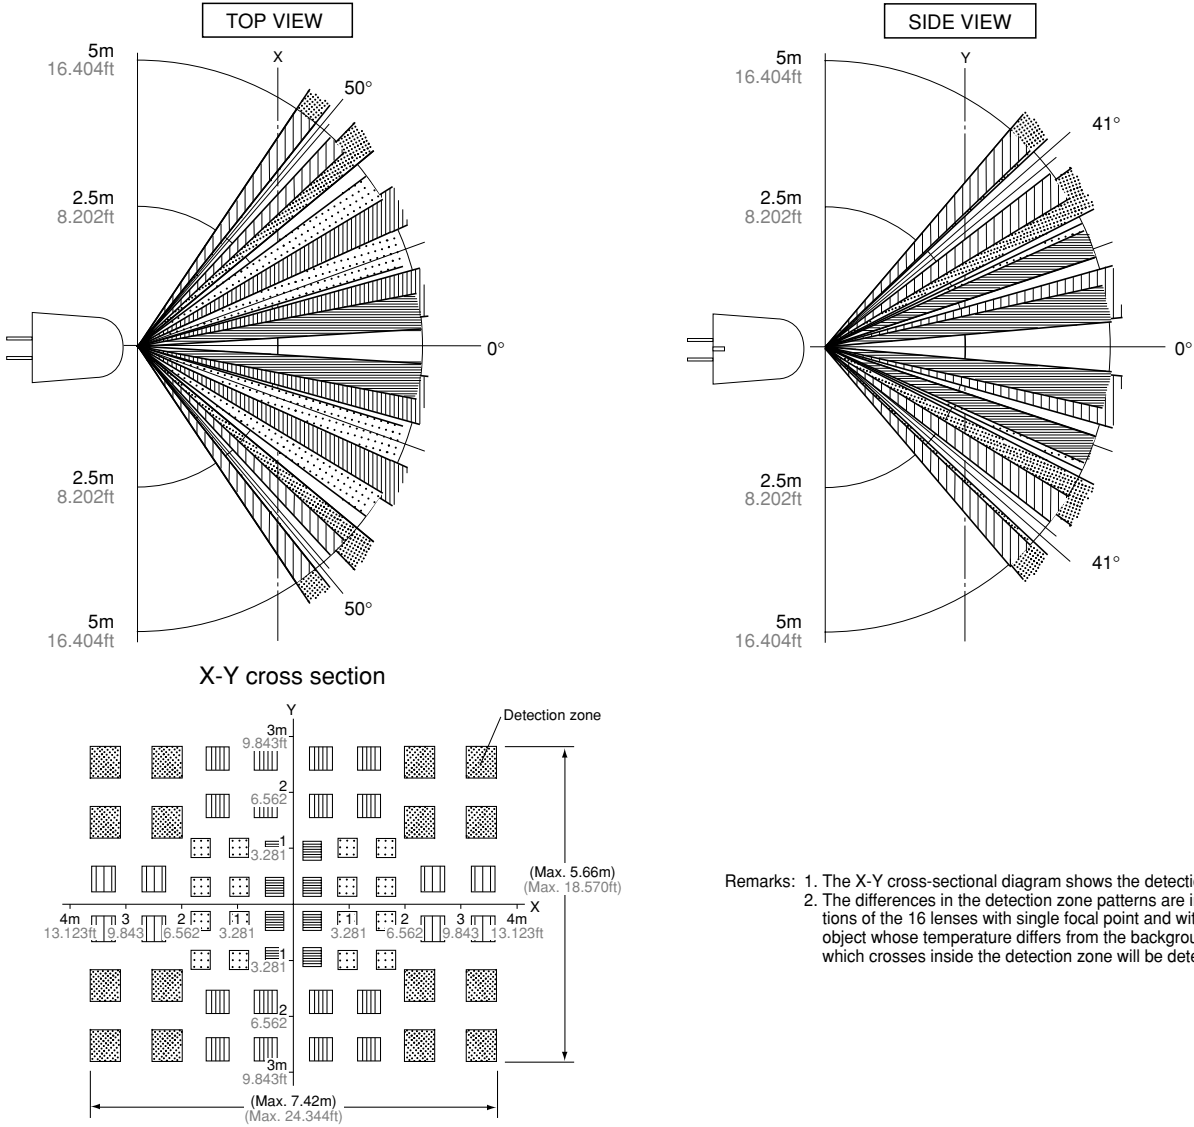 TOP VIEW
5m
16.404ft
X
50°
2.5m
8.202ft
0°
2.5m
8.202ft
5m
16.404ft
50°
SIDE VIEW
5m
16.404ft
Y
41°
2.5m
8.202ft
0°
2.5m
8.202ft
41°
5m
16.404ft
X-Y cross section
Y
Detection zone
3m
9.843ft
2
6.562
1
3.281
(Max. 5.66m)
(Max. 18.570ft)
X
4m 3 2 1 1 2 3 4m
13.123ft 9.843 6.562 3.281 3.281 6.562 9.843 13.123ft
1
3.281
2
6.562
3m
9.843ft
(Max. 7.42m)
(Max. 24.344ft)
Remarks: 1. The X-Y cross-sectional diagram shows the detecti
2. The differences in the detection zone patterns are i
tions of the 16 lenses with single focal point and wi
object whose temperature differs from the backgrou
which crosses inside the detection zone will be dete